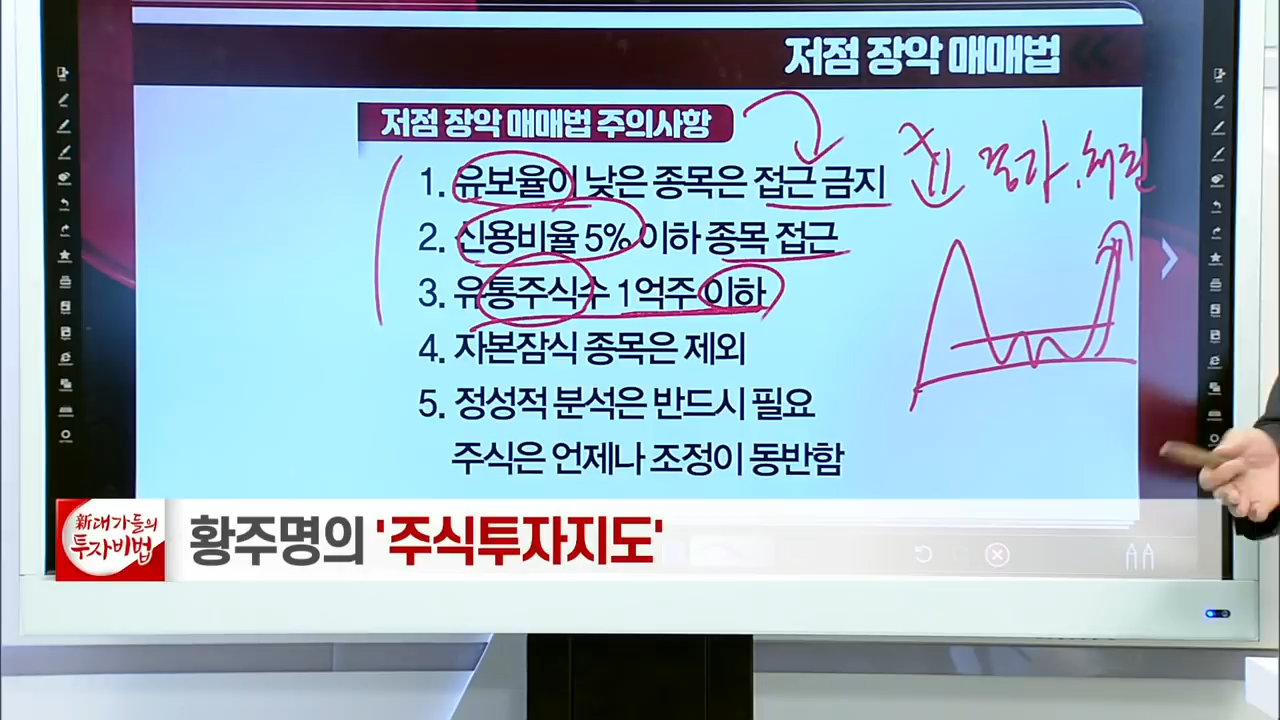 저점 장악 매매법
저점 장악 매매법 주의사항
1. 유보율이 낮은 종목은 접근 금지
2. 신용비율 5% 이하 종목 접근
3. 유통주식수 1억주 이하
4. 자본잠식 종목은 제외
5. 정성적 분석은 반드시 필요
주식은 언제나 조정이 동반함
新대가들의
투자비법
황주명의 '주식투자지도'